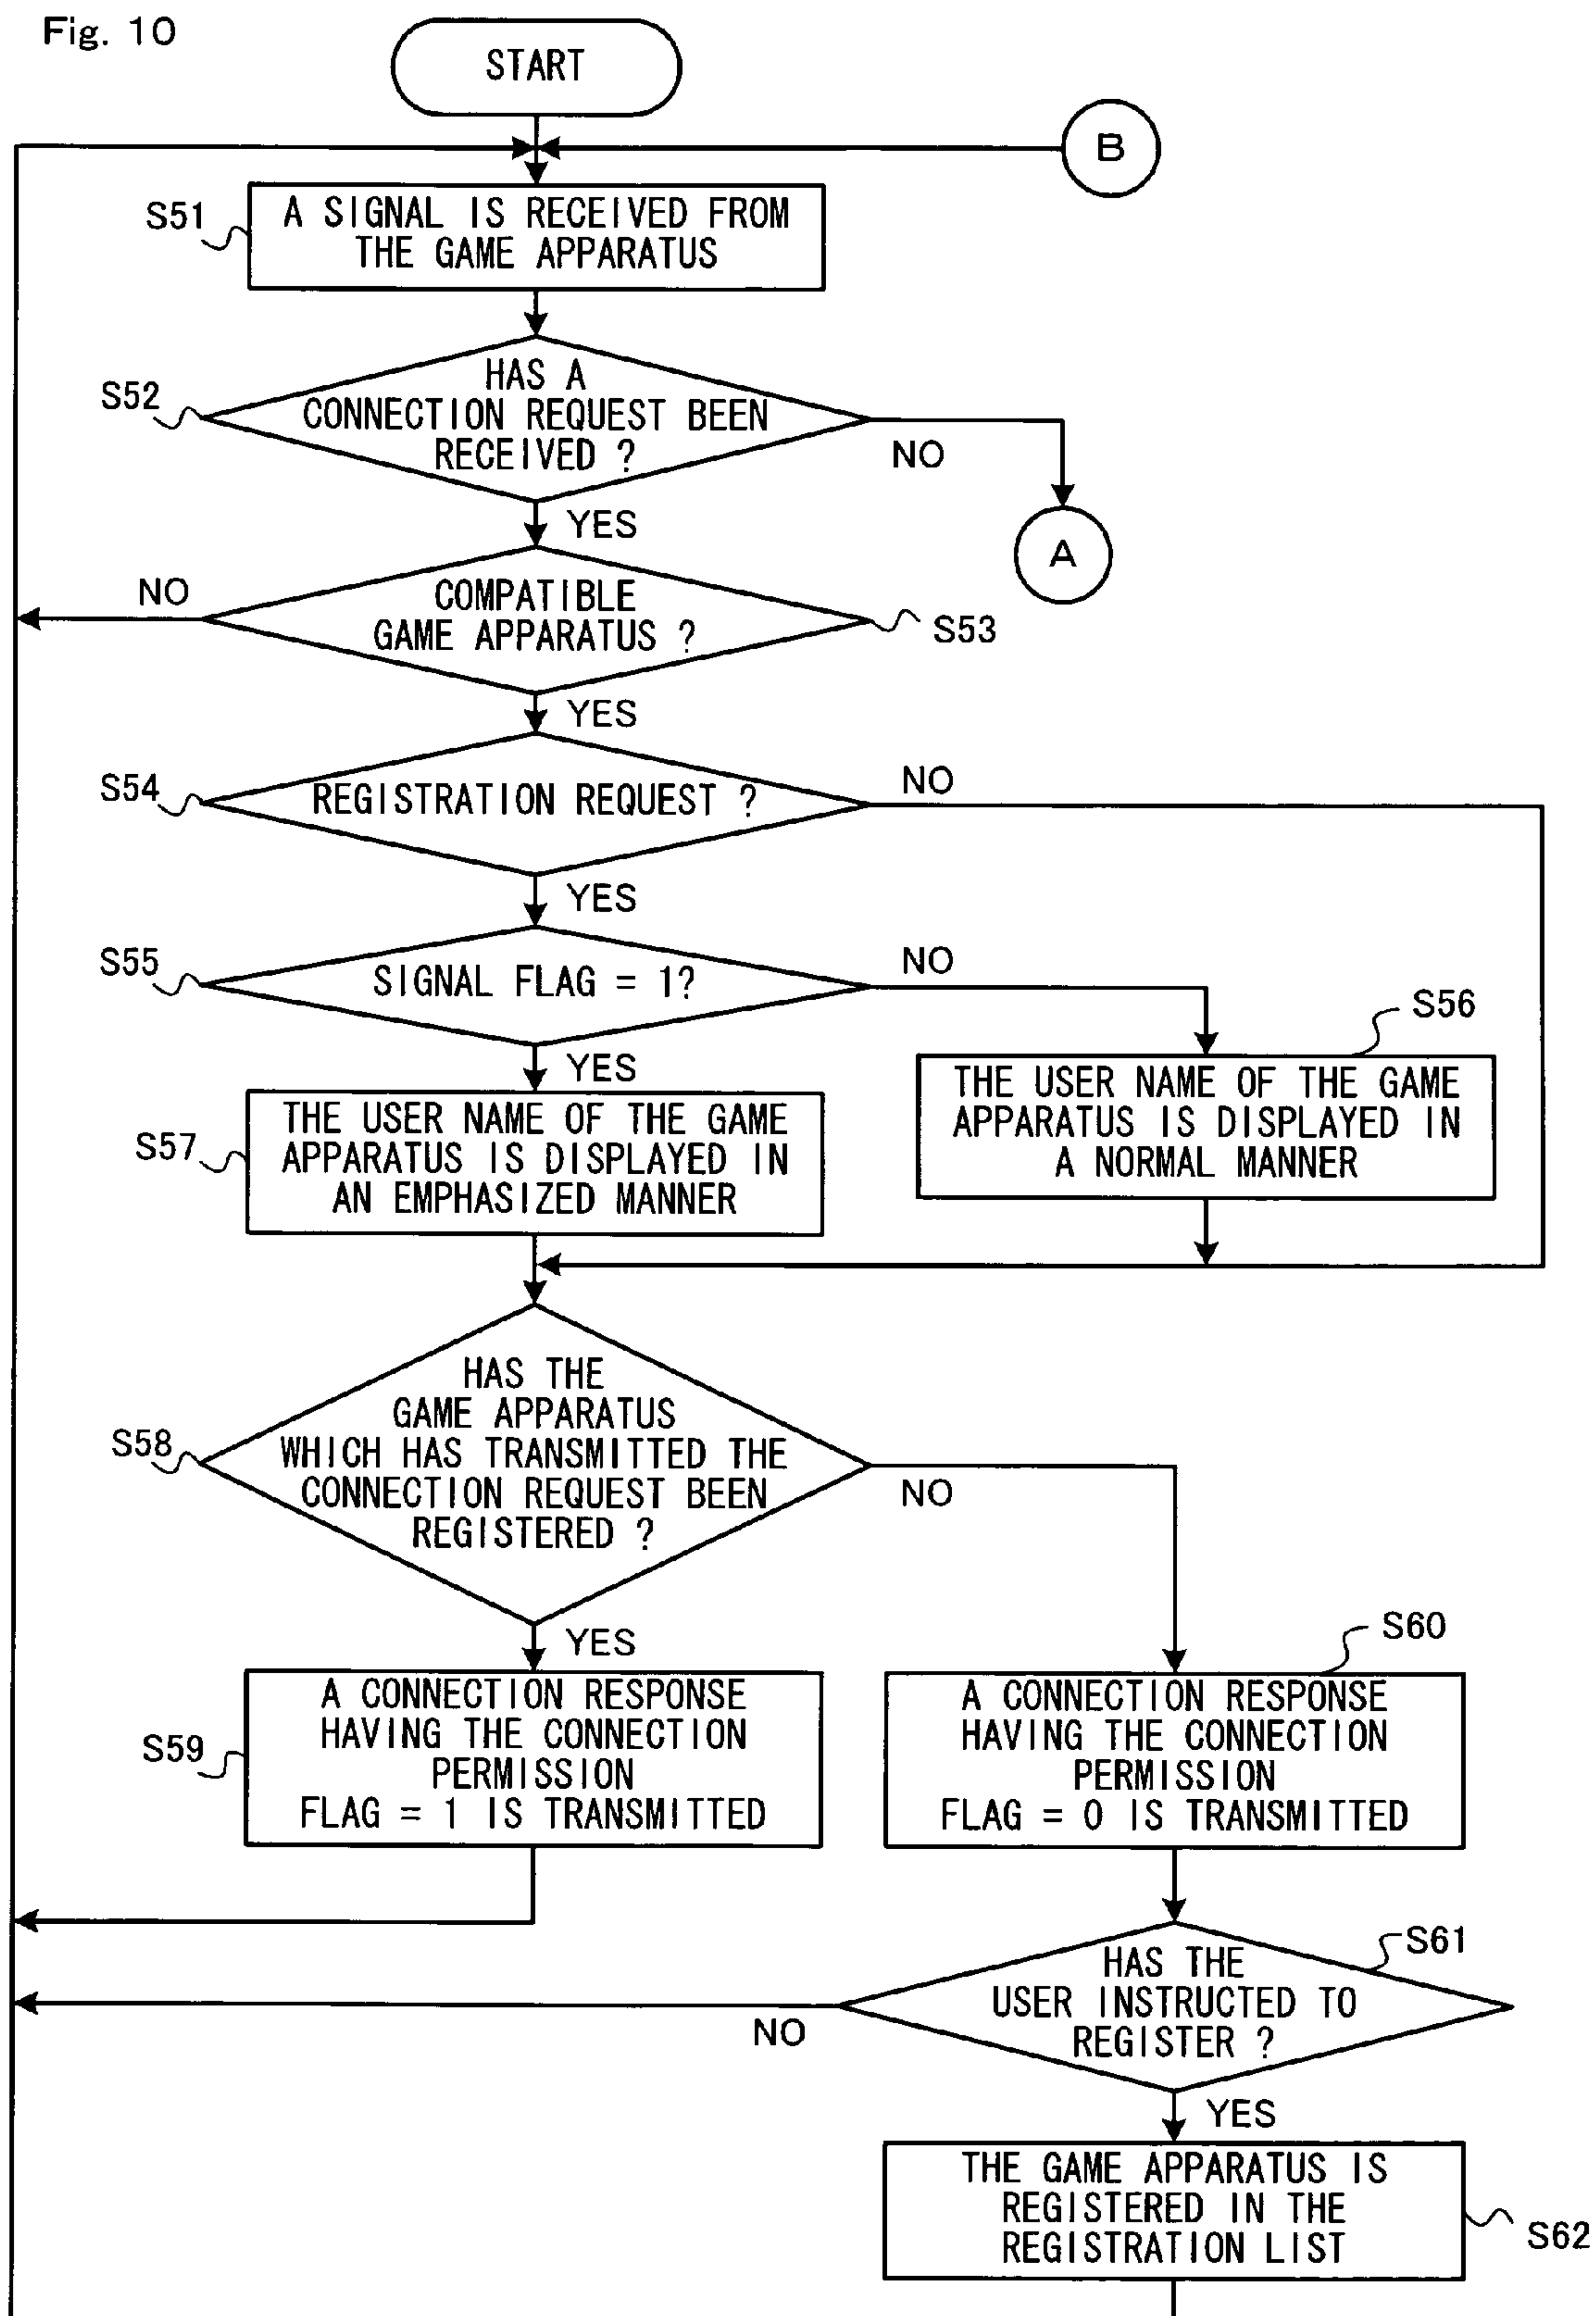 Fig. 10
START
B
S51
A SIGNAL IS RECEIVED FROM
THE GAME APPARATUS
S52
HAS A
CONNECTION REQUEST BEEN
RECEIVED ?
NO
YES
A
NO
COMPATIBLE
GAME APPARATUS ?
S53
YES
S54
REGISTRATION REQUEST ?
NO
YES
S55
SIGNAL FLAG = 1?
NO
S56
YES
THE USER NAME OF THE GAME
APPARATUS IS DISPLAYED IN
A NORMAL MANNER
S57
THE USER NAME OF THE GAME
APPARATUS IS DISPLAYED IN
AN EMPHASIZED MANNER
S58
HAS THE
GAME APPARATUS
WHICH HAS TRANSMITTED THE
CONNECTION REQUEST BEEN
REGISTERED ?
NO
YES
S60
S59
A CONNECTION RESPONSE
HAVING THE CONNECTION
PERMISSION
FLAG = 1 IS TRANSMITTED
A CONNECTION RESPONSE
HAVING THE CONNECTION
PERMISSION
FLAG = 0 IS TRANSMITTED
S61
HAS THE
USER INSTRUCTED TO
REGISTER ?
NO
YES
THE GAME APPARATUS IS
REGISTERED IN THE
REGISTRATION LIST
S62